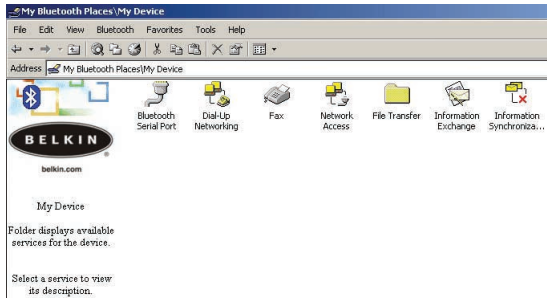 My Bluetooth Places\My Device
File Edit View Bluetooth Favorites Tools Help
Address My Bluetooth Places\My Device
Bluetooth Serial Port
Dial-Up Networking
Fax
Network Access
File Transfer
Information Exchange
Information Synchroniza...
BELKIN
belkin.com
My Device
Folder displays available
services for the device.
Select a service to view
its description.